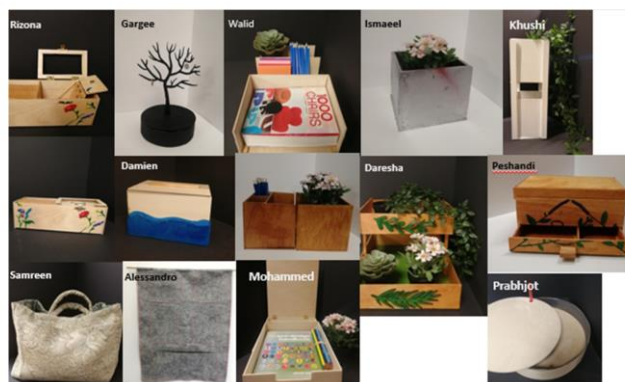 Rizona
Gargee
Walid
Ismaeel
Khushi
1000
CHAIRS
Damien
Daresha
Peshandi
Samreen
Alessandro
Mohammed
Prabhjot